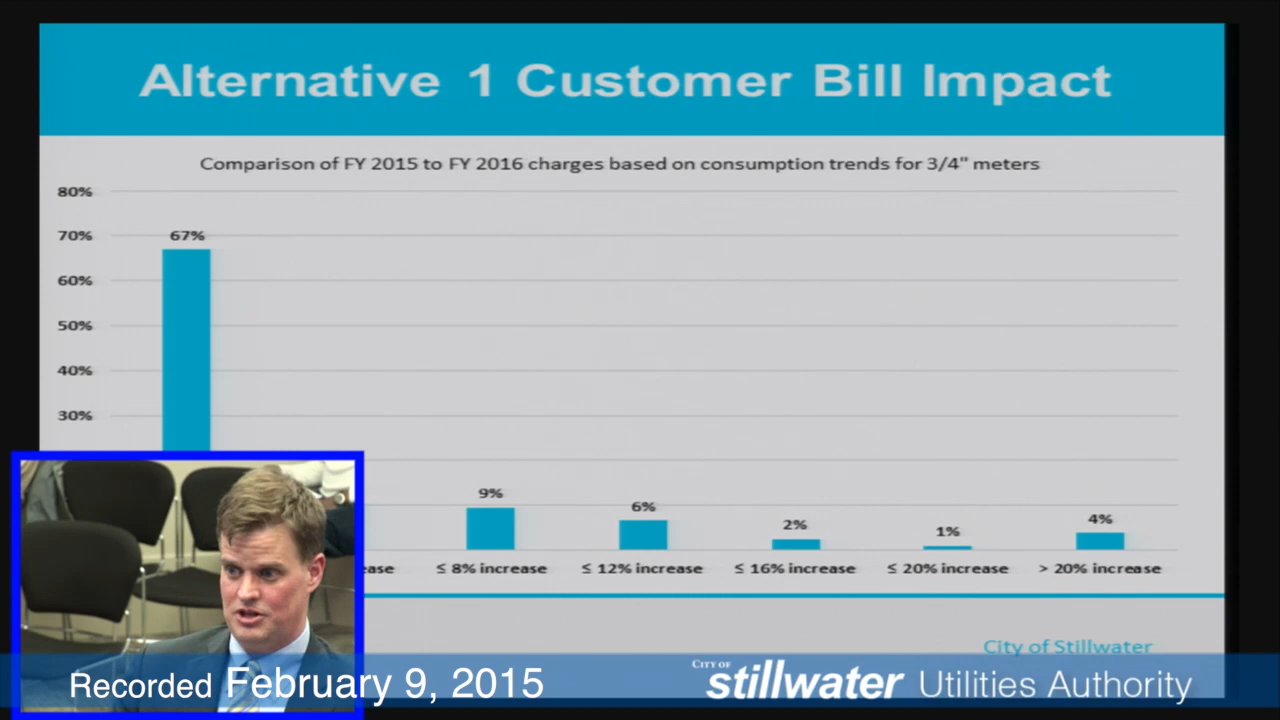 Alternative 1 Customer Bill Impact
Comparison of FY 2015 to FY 2016 charges based on consumption trends for 3/4" meters
80%
70%
67%
60%
50%
40%
30%
9%
6%
2%
1%
4%
≤ 8% increase
≤ 12% increase
≤ 16% increase
≤ 20% increase
> 20% increase
City of Stillwater
Recorded February 9, 2015
CITY OF stillwater Utilities Authority